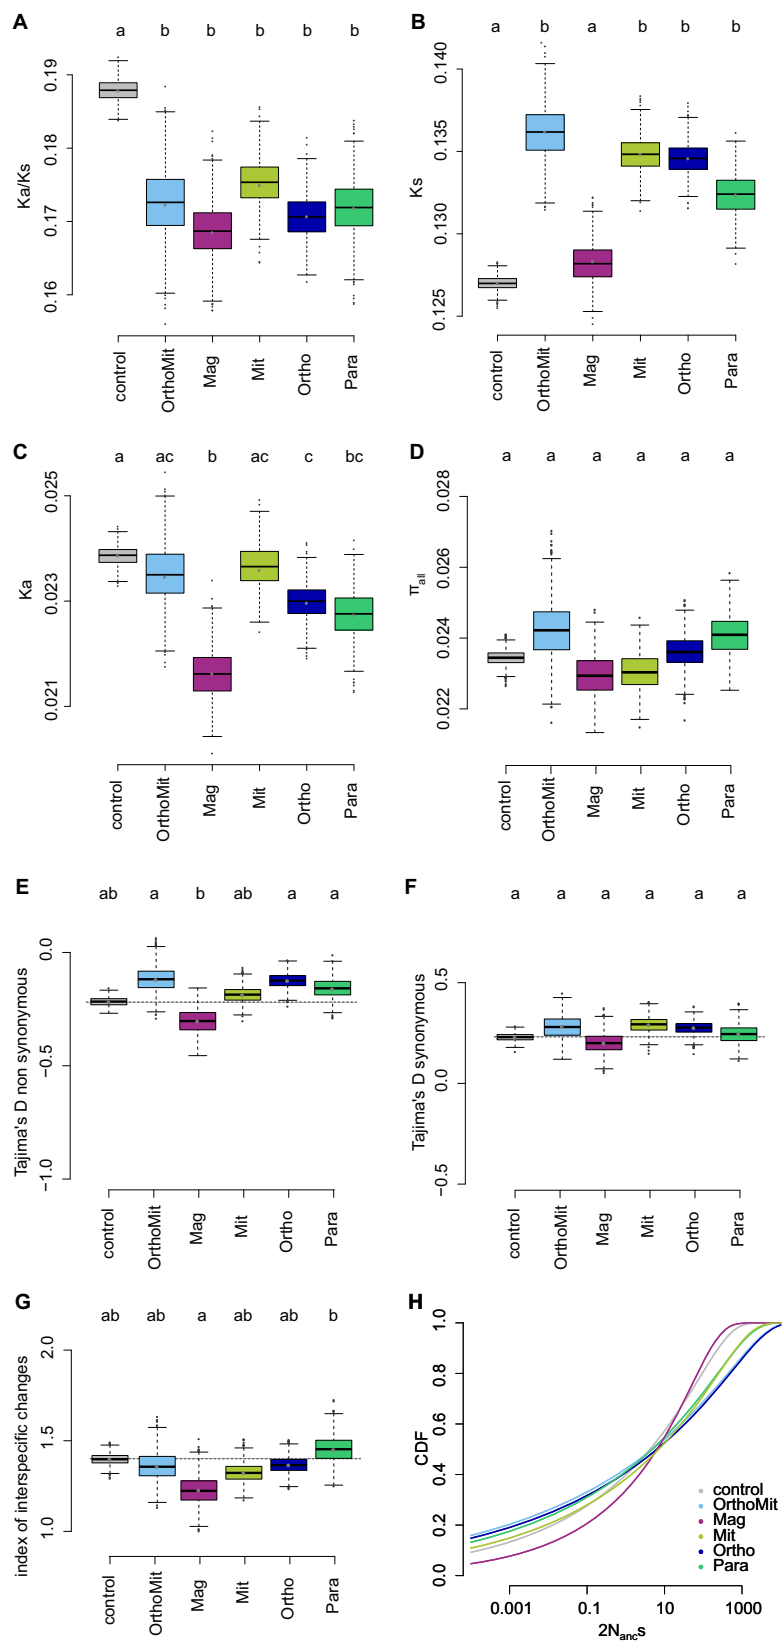 A
a b b b b b
Ka/Ks
0.19
0.18
0.17
0.16
control OrthoMit Mag Mit Ortho Para
B
a b a b b b
Ks
0.140
0.135
0.130
0.125
control OrthoMit Mag Mit Ortho Para
C
a ac b ac c bc
Ka
0.025
0.023
0.021
control OrthoMit Mag Mit Ortho Para
D
a a a a a a
πall
0.028
0.026
0.024
0.022
control OrthoMit Mag Mit Ortho Para
E
ab a b ab a a
Tajima's D non synonymous
0.0
−0.5
−1.0
control OrthoMit Mag Mit Ortho Para
F
a a a a a a
Tajima's D synonymous
0.5
0.0
−0.5
control OrthoMit Mag Mit Ortho Para
G
ab ab a ab ab b
index of interspecific changes
2.0
1.5
1.0
control OrthoMit Mag Mit Ortho Para
H
CDF
1.0
0.8
0.6
0.4
0.2
0.0
control
OrthoMit
Mag
Mit
Ortho
Para
0.001 0.1 10 1000
2Nancs